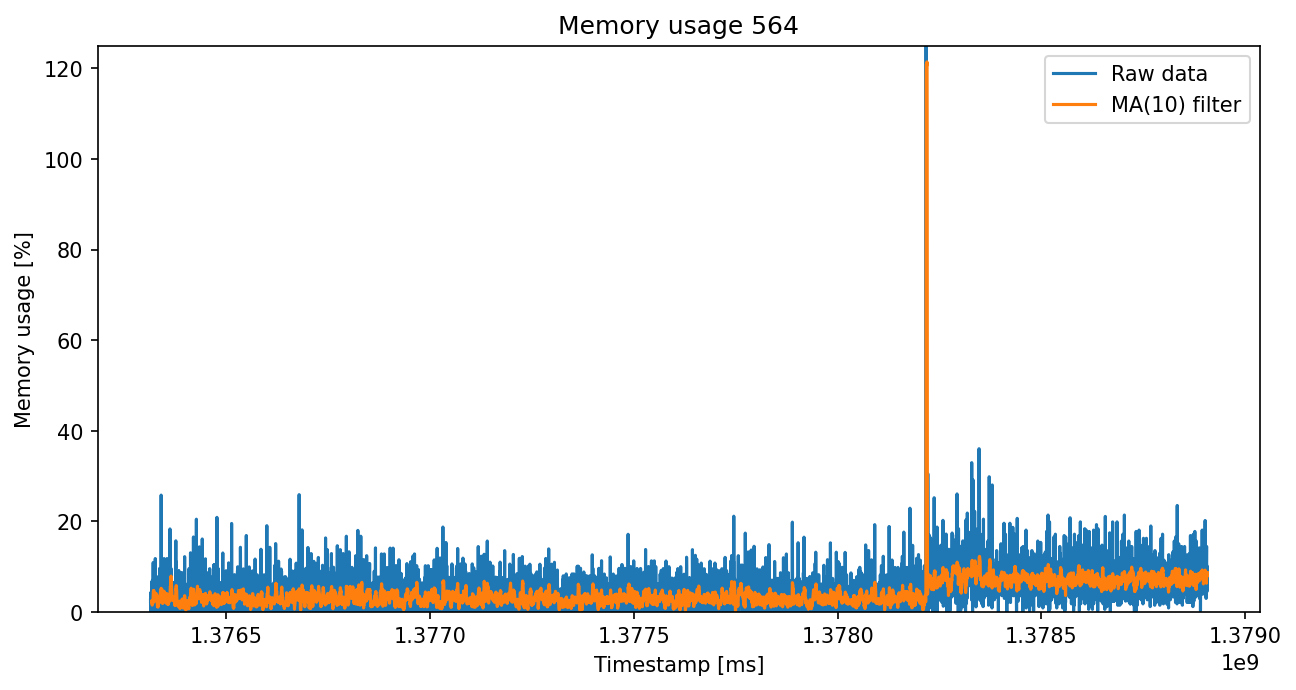 Memory usage 564
Raw data
MA(10) filter
Memory usage [%]
120
100
80
60
40
20
0
1.3765 1.3770 1.3775 1.3780 1.3785 1.3790
1e9
Timestamp [ms]